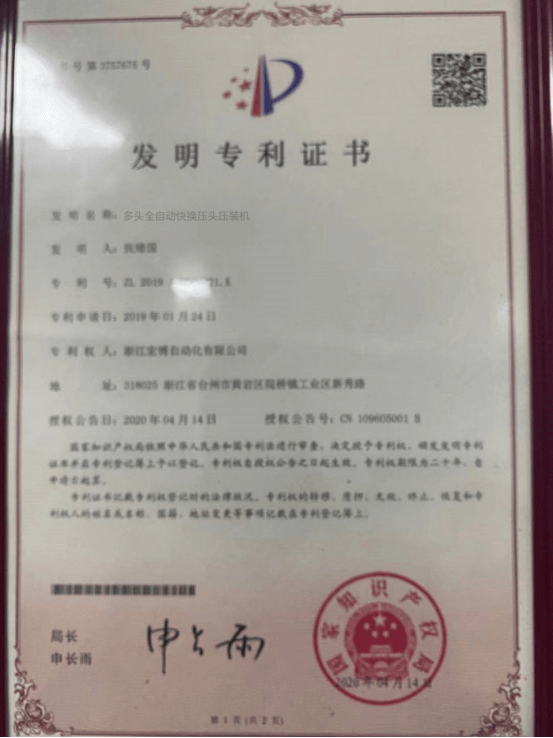 号 第 3757675 号
发明专利证书
发 明 名 称：多头全自动快换压头压装机
发 明 人：
专 利 号：ZL 2019
专利申请日：2019年01月24日
专 利 权 人：浙江宏博自动化有限公司
地 址：318025 浙江省台州市黄岩区院桥镇工业区新秀路
授权公告日：2020年04月14日 授权公告号：CN 109605001 B
国家知识产权局依照中华人民共和国专利法进行审查，决定授予专利权，颁发发明专利
证书并在专利登记簿上予以登记。专利权自授权公告之日起生效。专利权期限为二十年，自
申请日起算。
专利证书记载专利权登记时的法律状况。专利权的转移、质押、无效、终止、恢复和专
利权人的姓名或名称、国籍、地址变更等事项记载在专利登记簿上。
局长
申长雨
申长雨
国家知识产权局
2020年04月14日
第 1 页 (共 2 页)